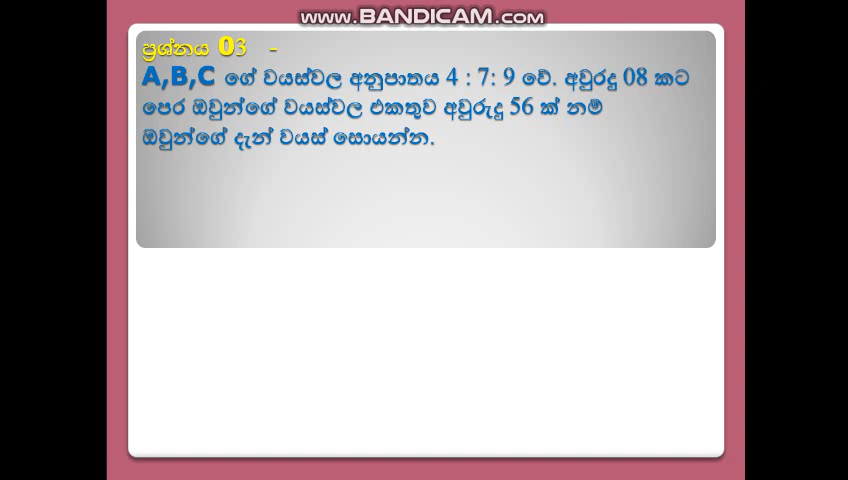 WWW.BANDICAM.COM
ප්‍රශ්නය 03 -
A,B,C ගේ වයස්වල අනුපාතය 4 : 7: 9 වේ. අවුරදු 08 කට
පෙර ඔවුන්ගේ වයස්වල එකතුව අවුරුදු 56 ක් නම්
ඔවුන්ගේ දැන් වයස් සොයන්න.